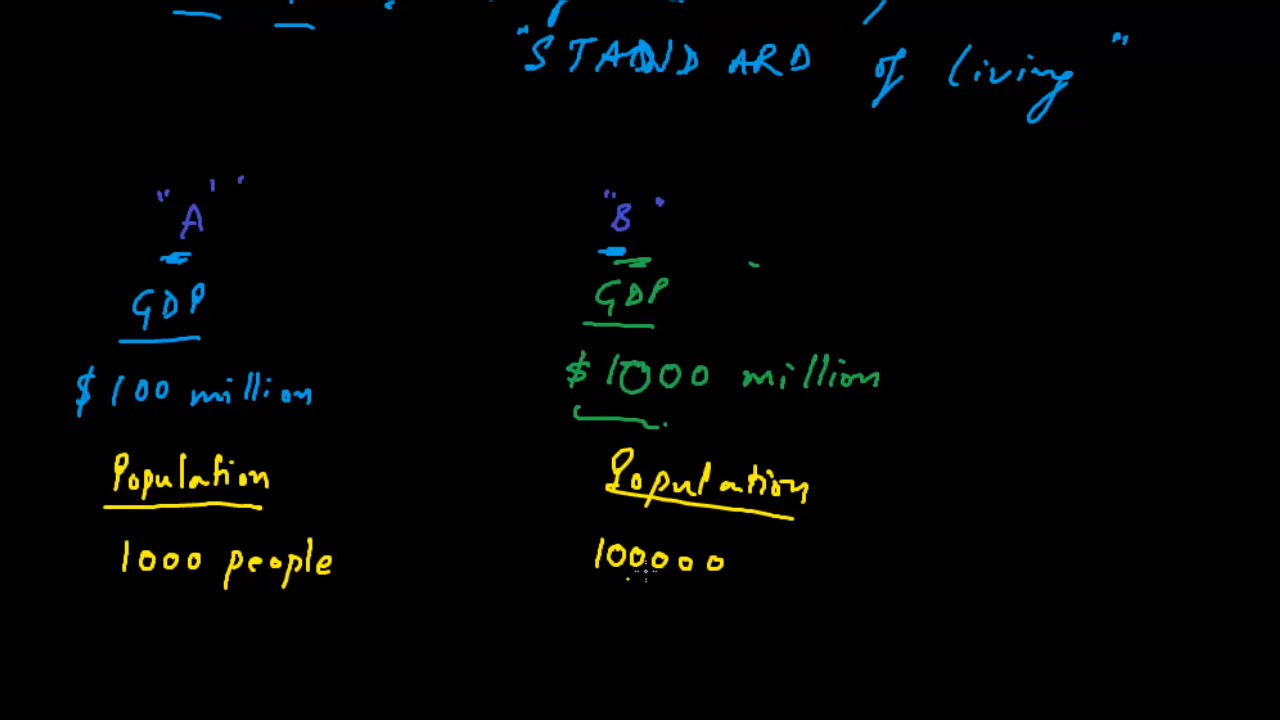 "STANDARD of living"
"A" "B"
GDP GDP
$100 million $1000 million
Population Population
1000 people 100000